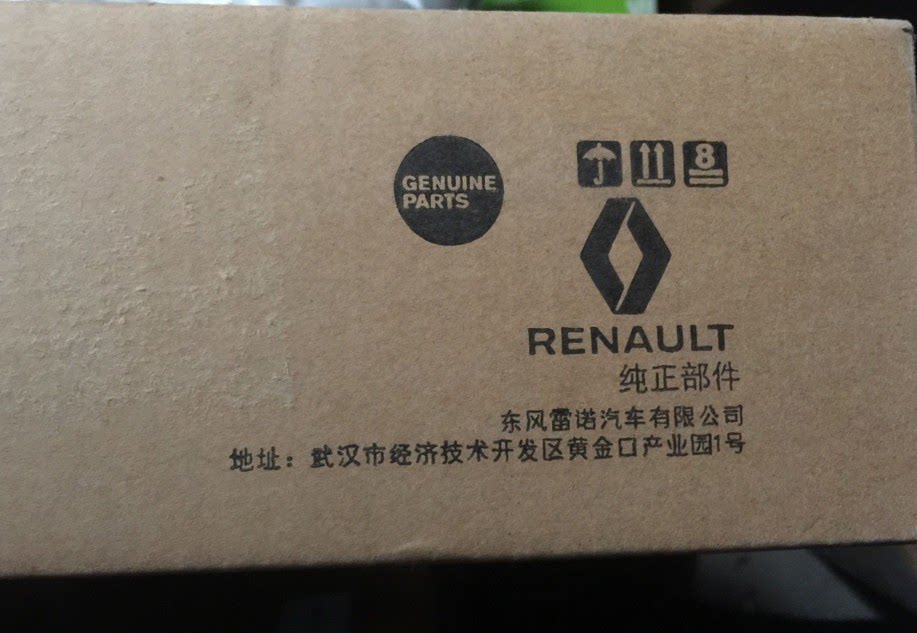 GENUINE
PARTS
8
RENAULT
纯正部件
东风雷诺汽车有限公司
地址：武汉市经济技术开发区黄金口产业园1号